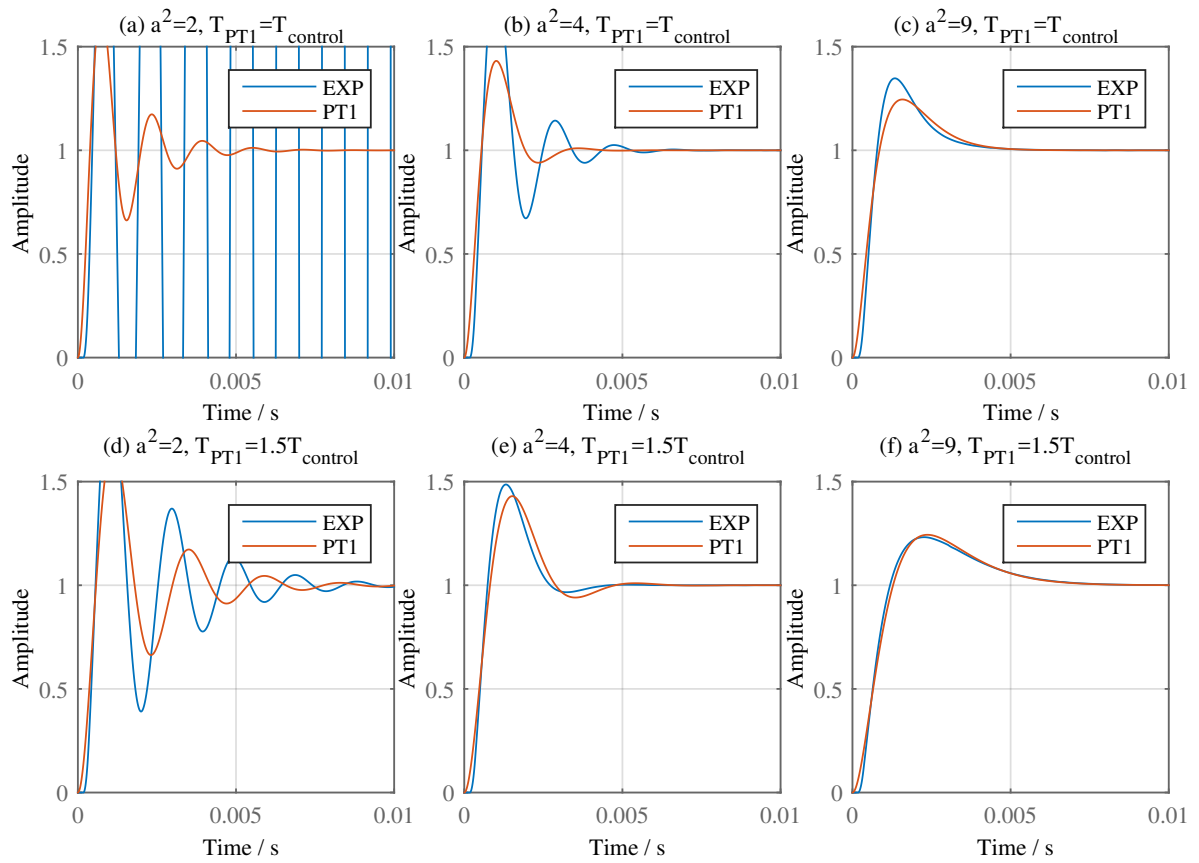 (a) a²=2, T_PT1=T_control
1.5
1
0.5
0
Amplitude
EXP
PT1
0
0.005
0.01
Time / s
(b) a²=4, T_PT1=T_control
1.5
1
0.5
0
Amplitude
EXP
PT1
0
0.005
0.01
Time / s
(c) a²=9, T_PT1=T_control
1.5
1
0.5
0
Amplitude
EXP
PT1
0
0.005
0.01
Time / s
(d) a²=2, T_PT1=1.5T_control
1.5
1
0.5
0
Amplitude
EXP
PT1
0
0.005
0.01
Time / s
(e) a²=4, T_PT1=1.5T_control
1.5
1
0.5
0
Amplitude
EXP
PT1
0
0.005
0.01
Time / s
(f) a²=9, T_PT1=1.5T_control
1.5
1
0.5
0
Amplitude
EXP
PT1
0
0.005
0.01
Time / s